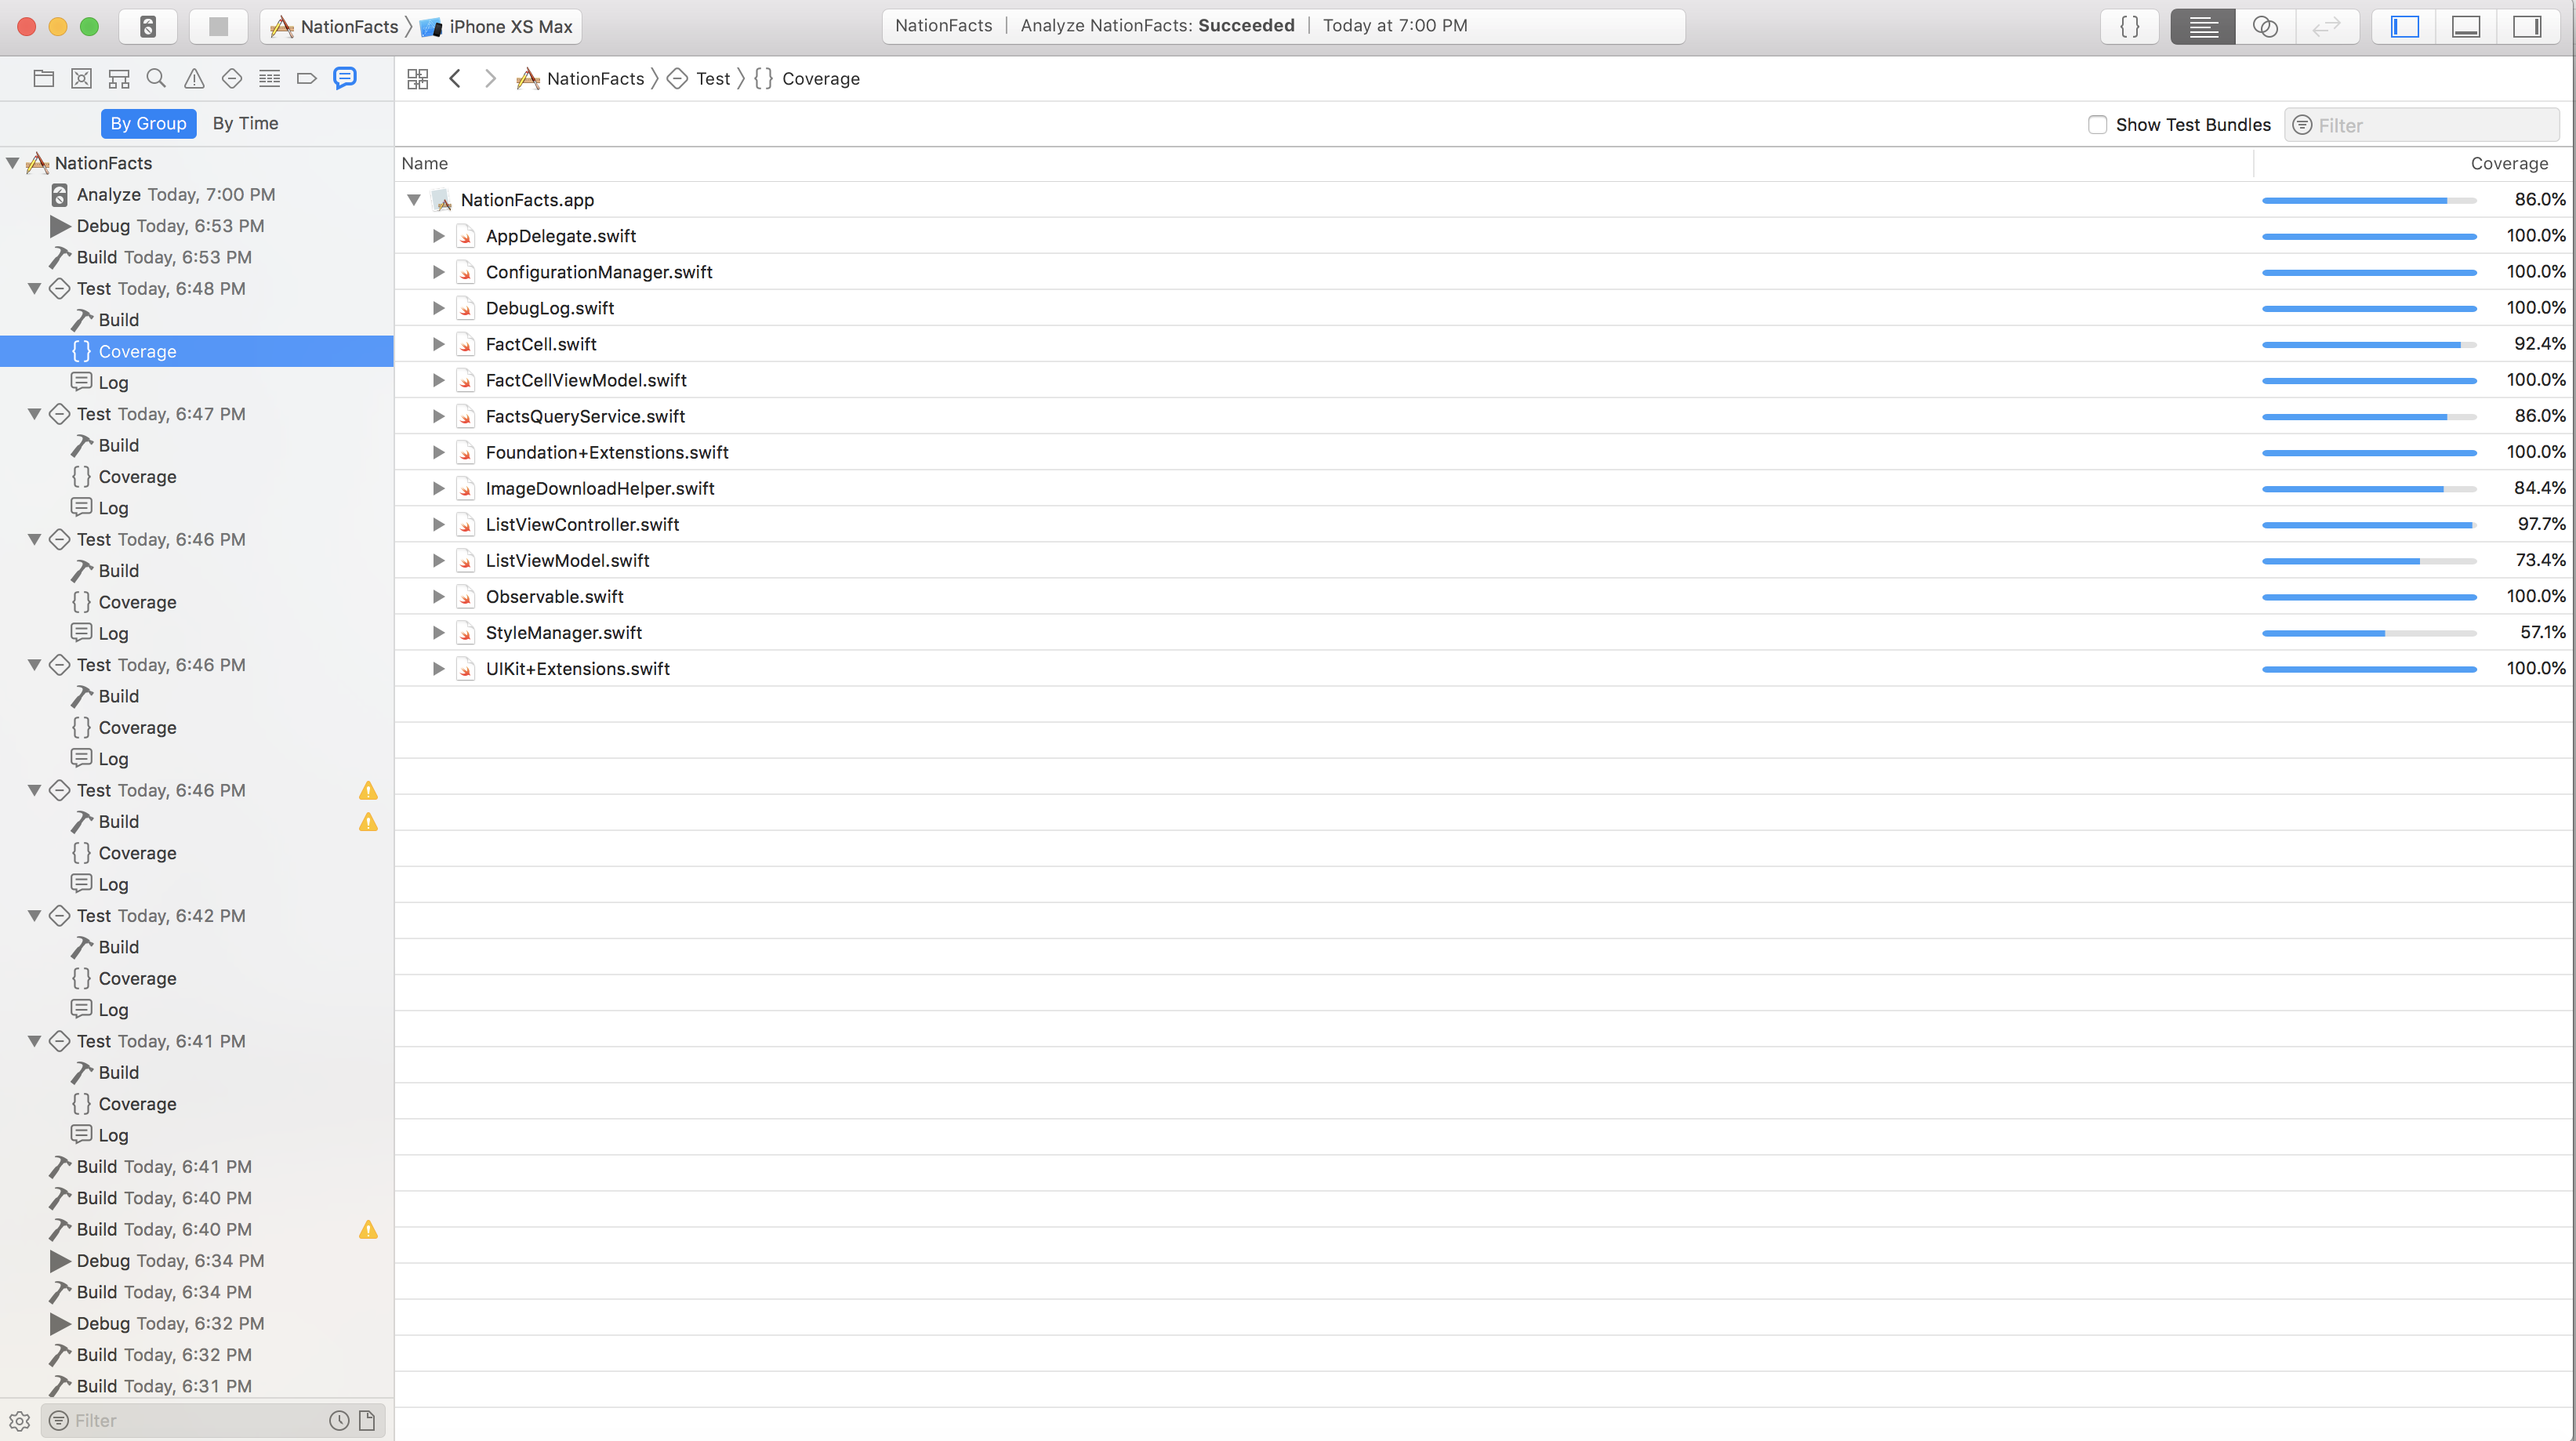 NationFacts iPhone XS Max
NationFacts | Analyze NationFacts: Succeeded | Today at 7:00 PM
{ }
NationFacts Test {} Coverage
By Group By Time
Show Test Bundles Filter
NationFacts
Analyze Today, 7:00 PM
Debug Today, 6:53 PM
Build Today, 6:53 PM
Test Today, 6:48 PM
Build
{} Coverage
Log
Test Today, 6:47 PM
Build
{} Coverage
Log
Test Today, 6:46 PM
Build
{} Coverage
Log
Test Today, 6:46 PM
Build
{} Coverage
Log
Test Today, 6:46 PM
Build
{} Coverage
Log
Test Today, 6:42 PM
Build
{} Coverage
Log
Test Today, 6:41 PM
Build
{} Coverage
Log
Build Today, 6:41 PM
Build Today, 6:40 PM
Build Today, 6:40 PM
Debug Today, 6:34 PM
Build Today, 6:34 PM
Debug Today, 6:32 PM
Build Today, 6:32 PM
Build Today, 6:31 PM
Filter
Name Coverage
NationFacts.app 86.0%
AppDelegate.swift 100.0%
ConfigurationManager.swift 100.0%
DebugLog.swift 100.0%
FactCell.swift 92.4%
FactCellViewModel.swift 100.0%
FactsQueryService.swift 86.0%
Foundation+Extenstions.swift 100.0%
ImageDownloadHelper.swift 84.4%
ListViewController.swift 97.7%
ListViewModel.swift 73.4%
Observable.swift 100.0%
StyleManager.swift 57.1%
UIKit+Extensions.swift 100.0%